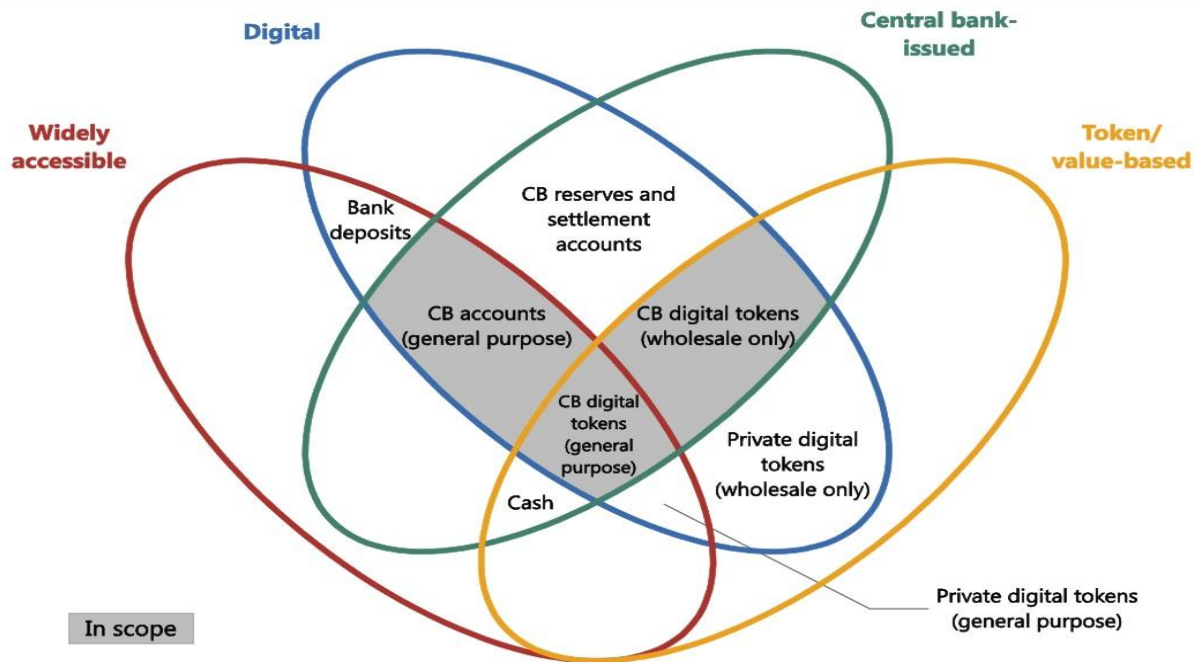 Digital
Central bank-
issued
Widely
accessible
Token/
value-based
Bank
deposits
CB reserves and
settlement
accounts
CB accounts
(general purpose)
CB digital tokens
(wholesale only)
CB digital
tokens
(general
purpose)
Private digital
tokens
(wholesale only)
Cash
Private digital tokens
(general purpose)
In scope